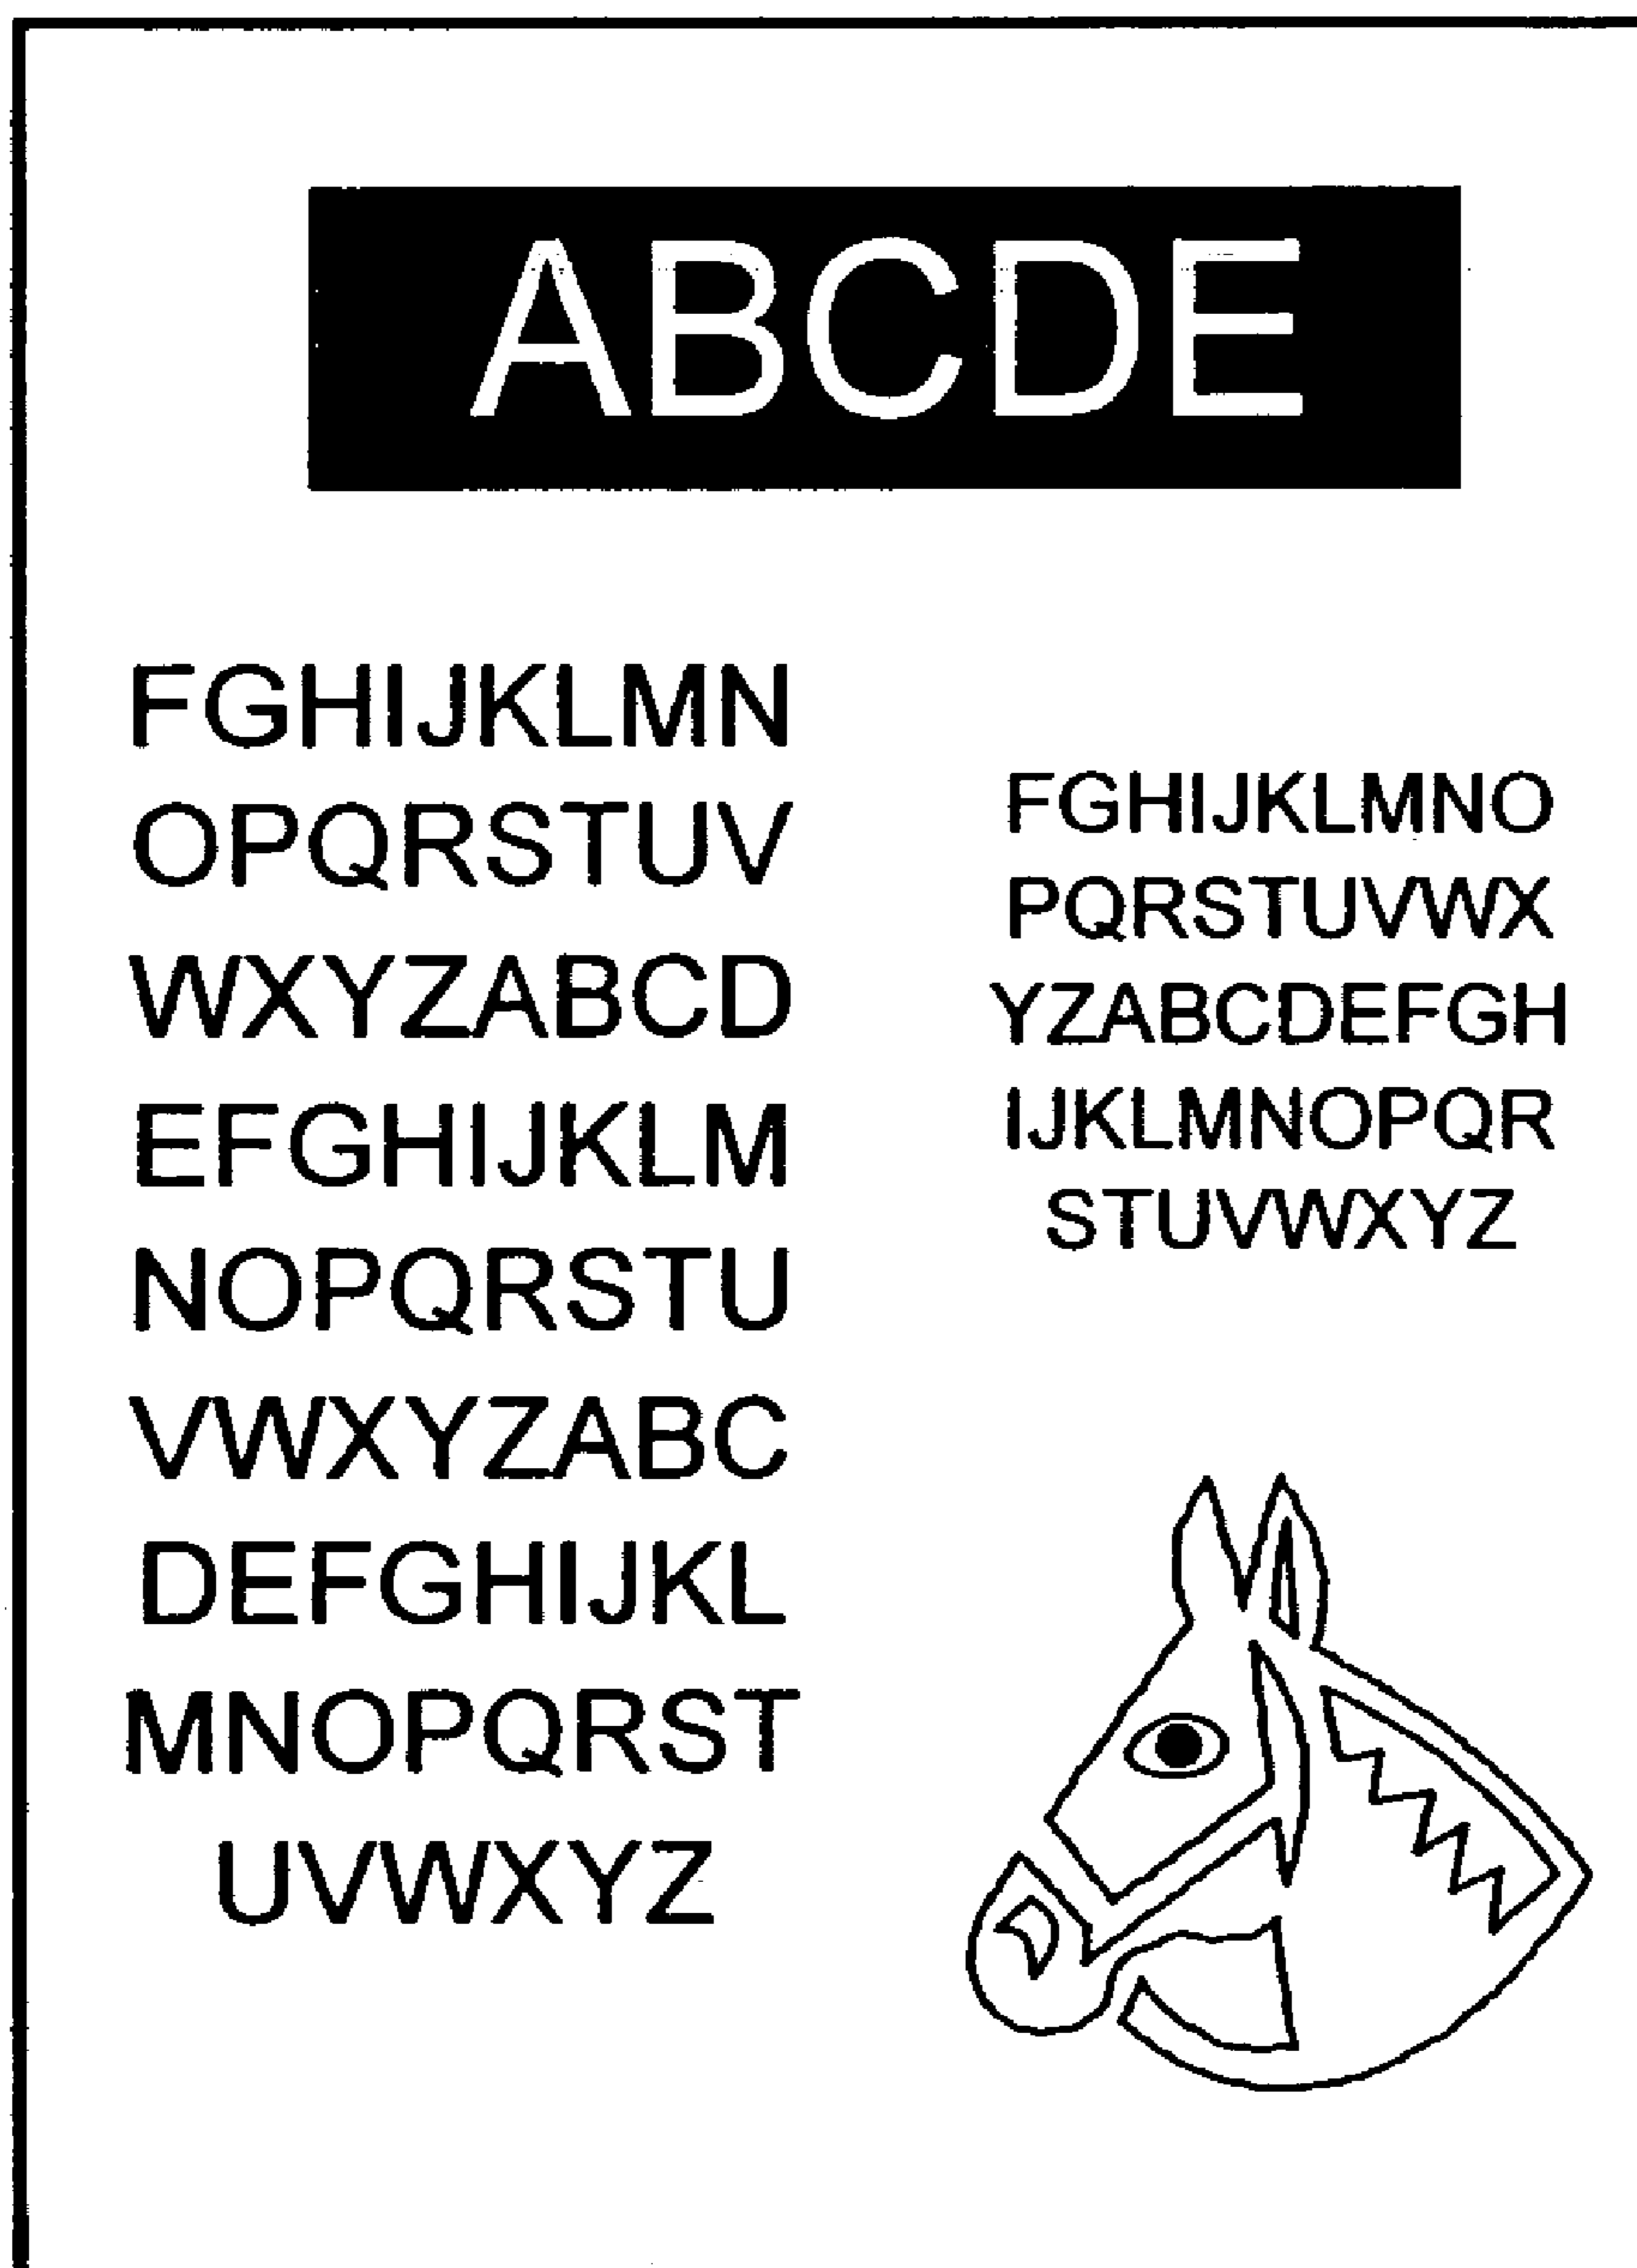 ABCDE
FGHIJKLMN
OPQRSTUV
WXYZABCD
EFGHIJKLM
NOPQRSTU
VWXYZABC
DEFGHIJKL
MNOPQRST
UVWXYZ
FGHIJKLMNO
PQRSTUVWX
YZABCDEFGH
IJKLMNOPQR
STUVWXYZ